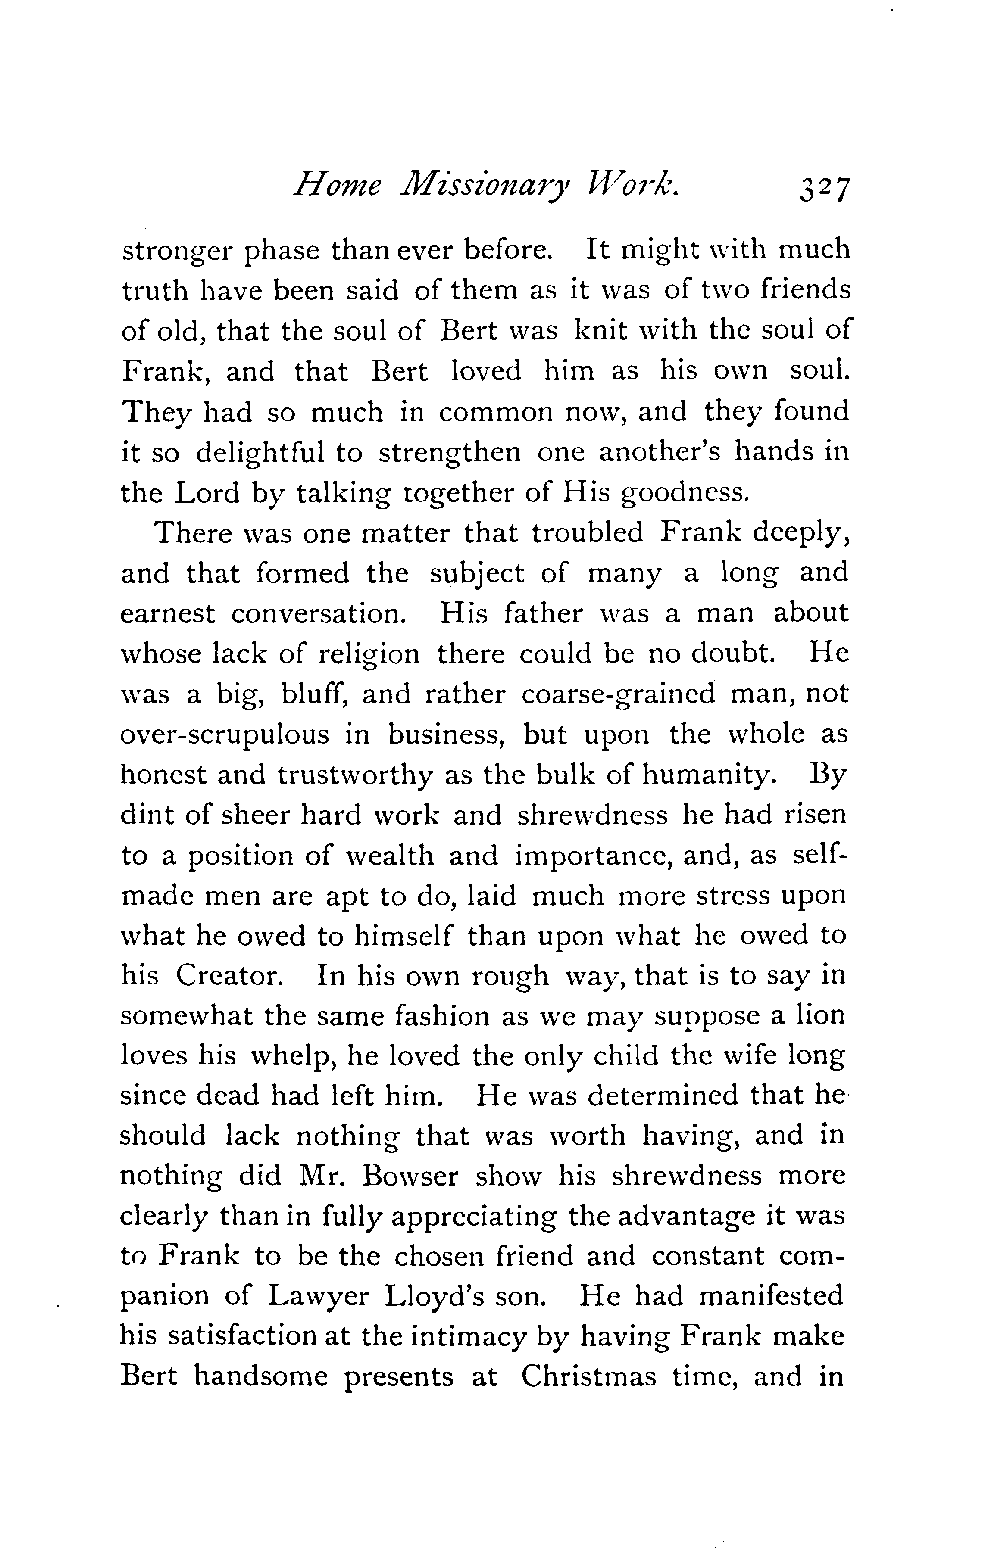 Home Missionary Work. 327
stronger phase than ever before. It might with much
truth have been said of them as it was of two friends
of old, that the soul of Bert was knit with the soul of
Frank, and that Bert loved him as his own soul.
They had so much in common now, and they found
it so delightful to strengthen one another's hands in
the Lord by talking together of His goodness.
There was one matter that troubled Frank deeply,
and that formed the subject of many a long and
earnest conversation. His father was a man about
whose lack of religion there could be no doubt. He
was a big, bluff, and rather coarse-grained man, not
over-scrupulous in business, but upon the whole as
honest and trustworthy as the bulk of humanity. By
dint of sheer hard work and shrewdness he had risen
to a position of wealth and importance, and, as self-
made men are apt to do, laid much more stress upon
what he owed to himself than upon what he owed to
his Creator. In his own rough way, that is to say in
somewhat the same fashion as we may suppose a lion
loves his whelp, he loved the only child the wife long
since dead had left him. He was determined that he
should lack nothing that was worth having, and in
nothing did Mr. Bowser show his shrewdness more
clearly than in fully appreciating the advantage it was
to Frank to be the chosen friend and constant com-
panion of Lawyer Lloyd's son. He had manifested
his satisfaction at the intimacy by having Frank make
Bert handsome presents at Christmas time, and in